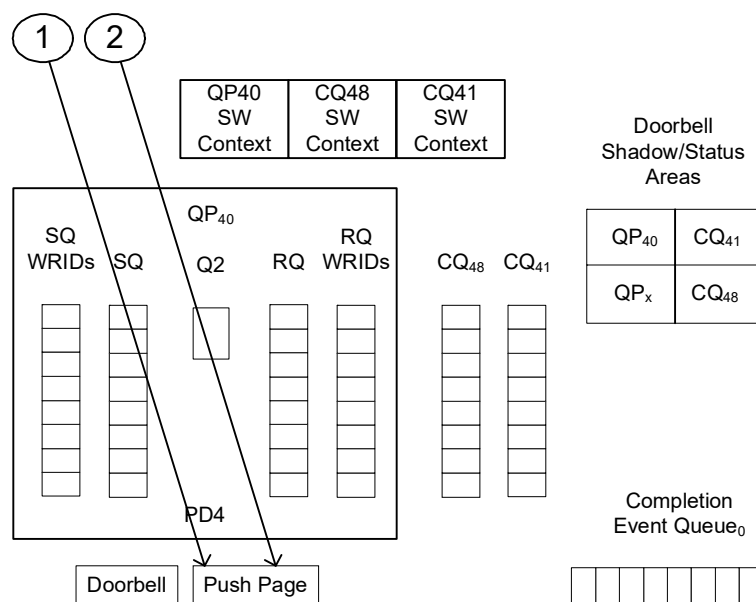 1 2
QP40 CQ48 CQ41
SW SW SW
Context Context Context
Doorbell
Shadow/Status
Areas
QP40
SQ RQ
WRIDs SQ Q2 RQ WRIDs
CQ48 CQ41
QP40 CQ41
QPx CQ48
PD4
Completion
Event Queue0
Doorbell Push Page